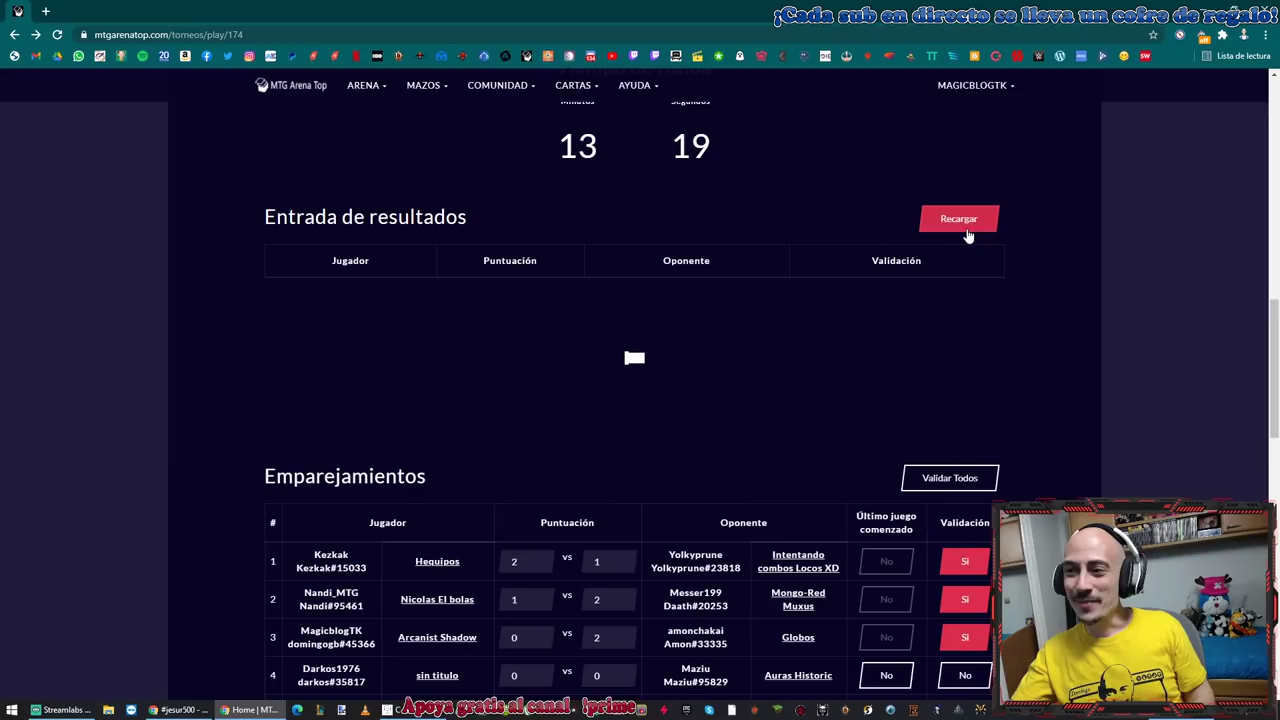 ¡Cada sub en directo se lleva un cofre de regalo!
mtgarenatop.com/torneos/play/174
Lista de lectura
MTG Arena Top
ARENA
MAZOS
COMUNIDAD
CARTAS
AYUDA
MAGICBLOGTK
Minutos
Segundos
13
19
Entrada de resultados
Recargar
Jugador
Puntuación
Oponente
Validación
Emparejamientos
Validar Todos
# Jugador Puntuación Oponente Último juego comenzado Validación
1 Kezkak Kezkak#15033 Hequipos 2 vs 1 Yolkyprune Yolkyprune#23818 Intentando combos Locos XD No Si
2 Nandi_MTG Nandi#95461 Nicolas El bolas 1 vs 2 Messer199 Daath#20253 Mongo-Red Muxus No Si
3 MagicblogTK domingogb#45366 Arcanist Shadow 0 vs 2 amonchakai Amon#33335 Globos No Si
4 Darkos1976 darkos#35817 sin titulo 0 vs 0 Maziu Maziu#95829 Auras Historic No No
Apoya gratis al canal, !prime
Streamlabs ...
#jesur500 - ...
Home | MT...